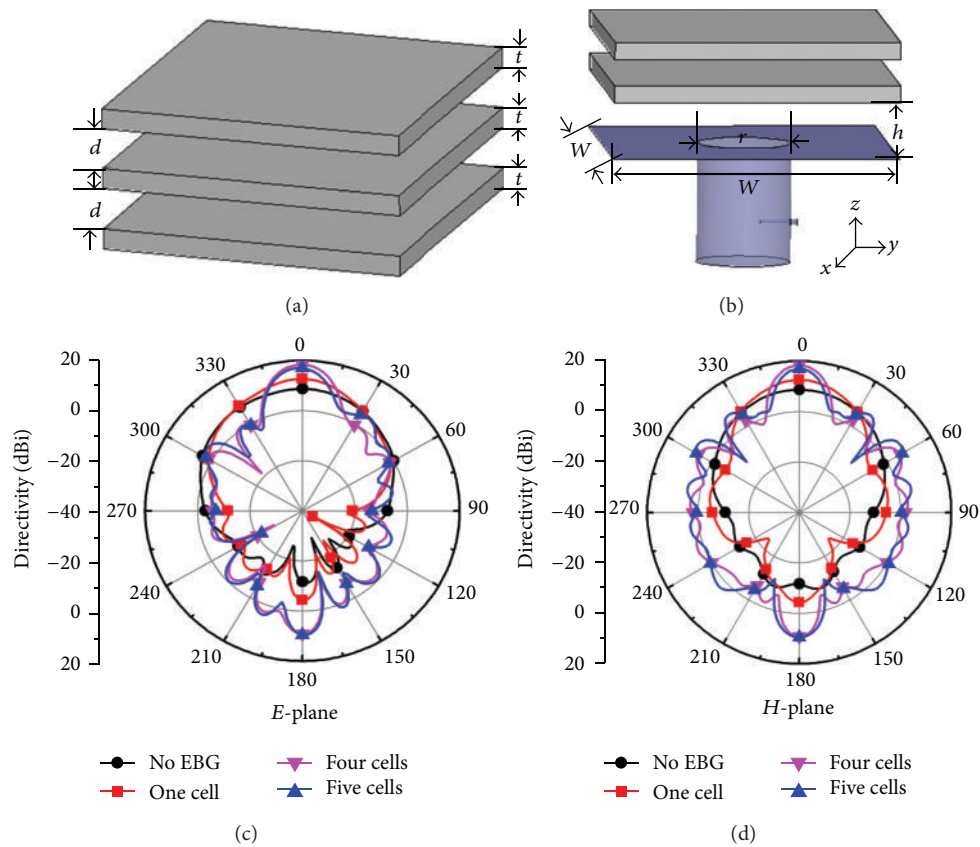 t
t
d
t
d
(a)
h
r
W
W
z
y
x
(b)
0
330
30
300
60
270
90
240
120
210
150
180
20
0
−20
−40
−20
0
20
Directivity (dBi)
E-plane
No EBG
Four cells
One cell
Five cells
(c)
0
330
30
300
60
270
90
240
120
210
150
180
20
0
−20
−40
−20
0
20
Directivity (dBi)
H-plane
No EBG
Four cells
One cell
Five cells
(d)